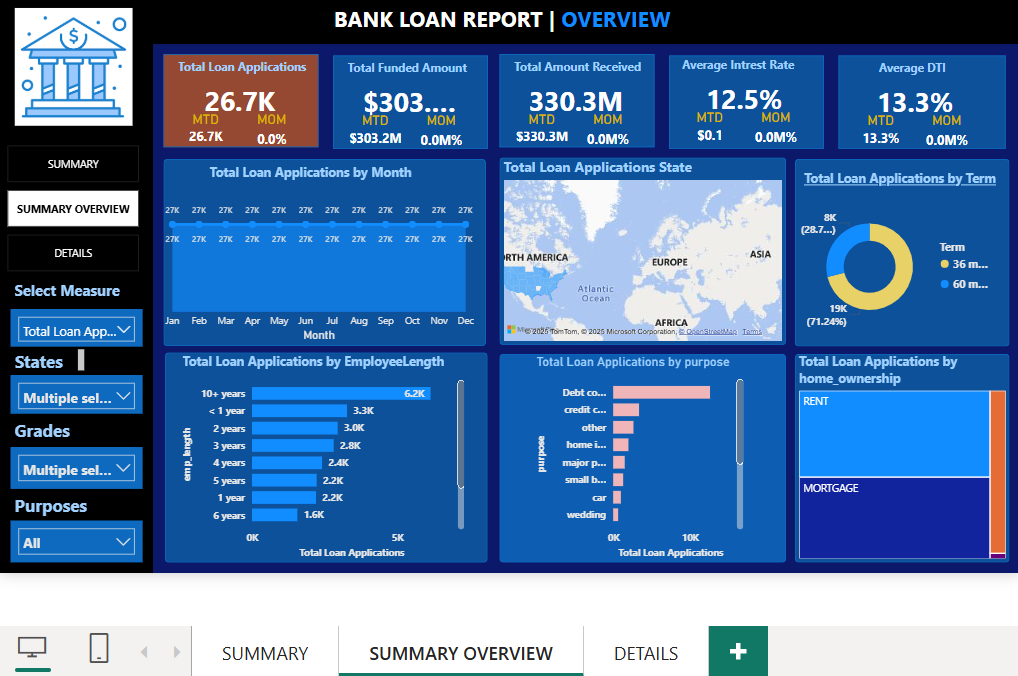 BANK LOAN REPORT | OVERVIEW
$
SUMMARY
SUMMARY OVERVIEW
DETAILS
Select Measure
Total Loan App...
States
Multiple sel...
Grades
Multiple sel...
Purposes
All
Total Loan Applications
26.7K
MTD MOM
26.7K 0.0%
Total Funded Amount
$303....
MTD MOM
$303.2M 0.0M%
Total Amount Received
330.3M
MTD MOM
$330.3M 0.0M%
Average Intrest Rate
12.5%
MTD MOM
$0.1 0.0M%
Average DTI
13.3%
MTD MOM
13.3% 0.0M%
Total Loan Applications by Month
27K 27K 27K 27K 27K 27K 27K 27K 27K 27K 27K 27K
27K 27K 27K 27K 27K 27K 27K 27K 27K 27K 27K 27K
Jan Feb Mar Apr May Jun Jul Aug Sep Oct Nov Dec
Month
Total Loan Applications State
RTH AMERICA
EUROPE
ASIA
Atlantic
Ocean
AFRICA
© 2025 TomTom, © 2025 Microsoft Corporation, © OpenStreetMap Terms
Total Loan Applications by Term
8K
(28.7...)
19K
(71.24%)
Term
36 m...
60 m...
Total Loan Applications by EmployeeLength
emp_length
10+ years 6.2K
< 1 year 3.3K
2 years 3.0K
3 years 2.8K
4 years 2.4K
5 years 2.2K
1 year 2.2K
6 years 1.6K
0K 5K
Total Loan Applications
Total Loan Applications by purpose
purpose
Debt co...
credit c...
other
home i...
major p...
small b...
car
wedding
0K 10K
Total Loan Applications
Total Loan Applications by
home_ownership
RENT
MORTGAGE
SUMMARY
SUMMARY OVERVIEW
DETAILS
+